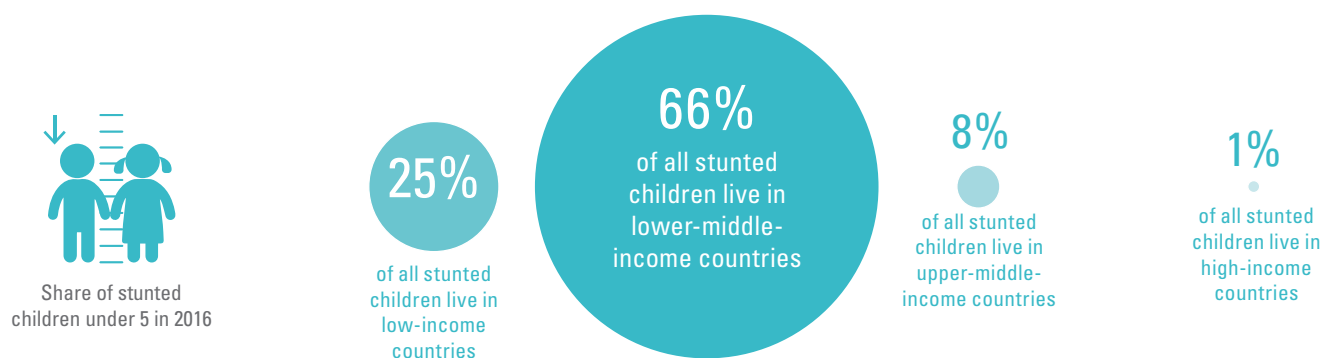 Share of stunted
children under 5 in 2016
25%
of all stunted
children live in
low-income
countries
66%
of all stunted
children live in
lower-middle-
income countries
8%
of all stunted
children live in
upper-middle-
income countries
1%
of all stunted
children live in
high-income
countries